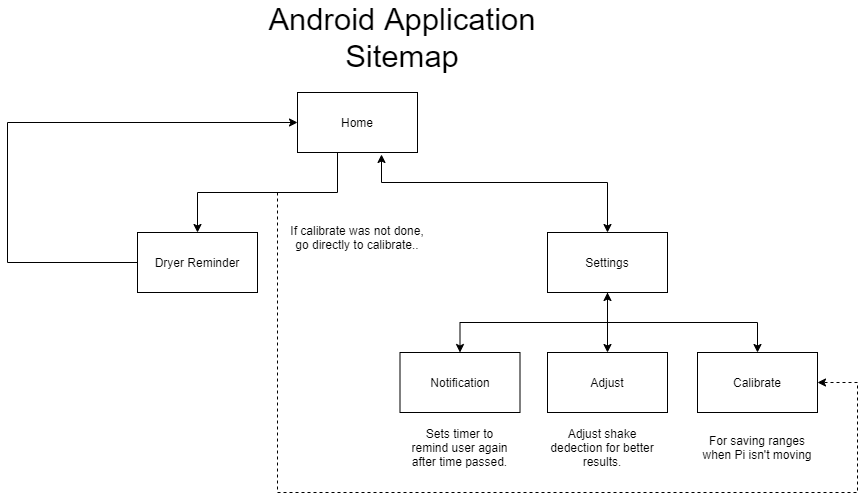 Android Application
Sitemap
Home
If calibrate was not done,
go directly to calibrate..
Dryer Reminder
Settings
Notification
Adjust
Calibrate
Sets timer to
remind user again
after time passed.
Adjust shake
dedection for better
results.
For saving ranges
when Pi isn't moving